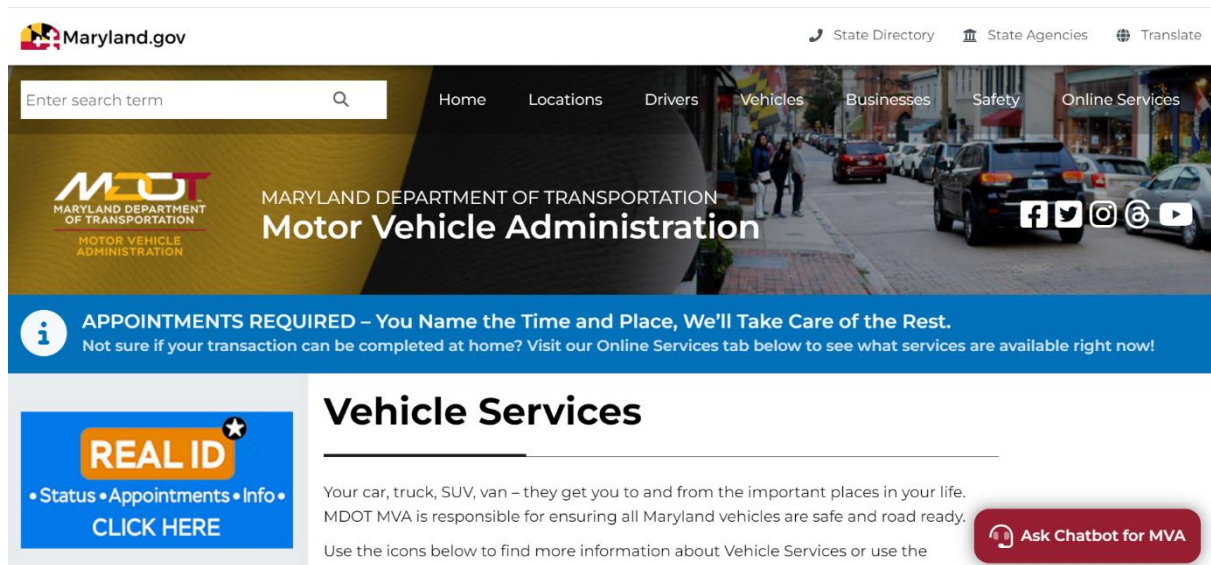 Maryland.gov
State Directory
State Agencies
Translate
Enter search term
Home
Locations
Drivers
Vehicles
Businesses
Safety
Online Services
MDOT
MARYLAND DEPARTMENT
OF TRANSPORTATION
MOTOR VEHICLE
ADMINISTRATION
MARYLAND DEPARTMENT OF TRANSPORTATION
Motor Vehicle Administration
APPOINTMENTS REQUIRED – You Name the Time and Place, We'll Take Care of the Rest.
Not sure if your transaction can be completed at home? Visit our Online Services tab below to see what services are available right now!
REAL ID
• Status • Appointments • Info •
CLICK HERE
Vehicle Services
Your car, truck, SUV, van – they get you to and from the important places in your life.
MDOT MVA is responsible for ensuring all Maryland vehicles are safe and road ready.
Use the icons below to find more information about Vehicle Services or use the
Ask Chatbot for MVA